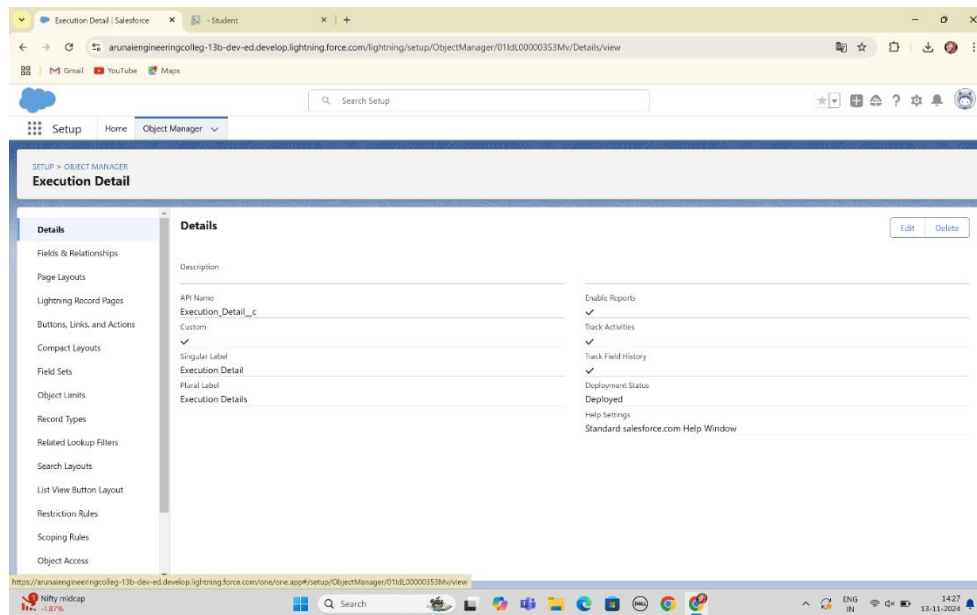 Execution Detail | Salesforce
- Student
arunaiengineeringcolleg-13b-dev-ed.develop.lightning.force.com/lightning/setup/ObjectManager/01IdL00000353Mv/Details/view
Gmail YouTube Maps
Search Setup
Setup Home Object Manager
SETUP > OBJECT MANAGER
Execution Detail
Details
Fields & Relationships
Page Layouts
Lightning Record Pages
Buttons, Links, and Actions
Compact Layouts
Field Sets
Object Limits
Record Types
Related Lookup Filters
Search Layouts
List View Button Layout
Restriction Rules
Scoping Rules
Object Access
Details
Edit Delete
Description
API Name
Execution_Detail__c
Custom
Singular Label
Execution Detail
Plural Label
Execution Details
Enable Reports
Track Activities
Track Field History
Deployment Status
Deployed
Help Settings
Standard salesforce.com Help Window
https://arunaiengineeringcolleg-13b-dev-ed.develop.lightning.force.com/one/one.app#/setup/ObjectManager/01IdL00000353Mv/view
Nifty midcap
-1.87%
Search
ENG
IN
14:27
13-11-2024